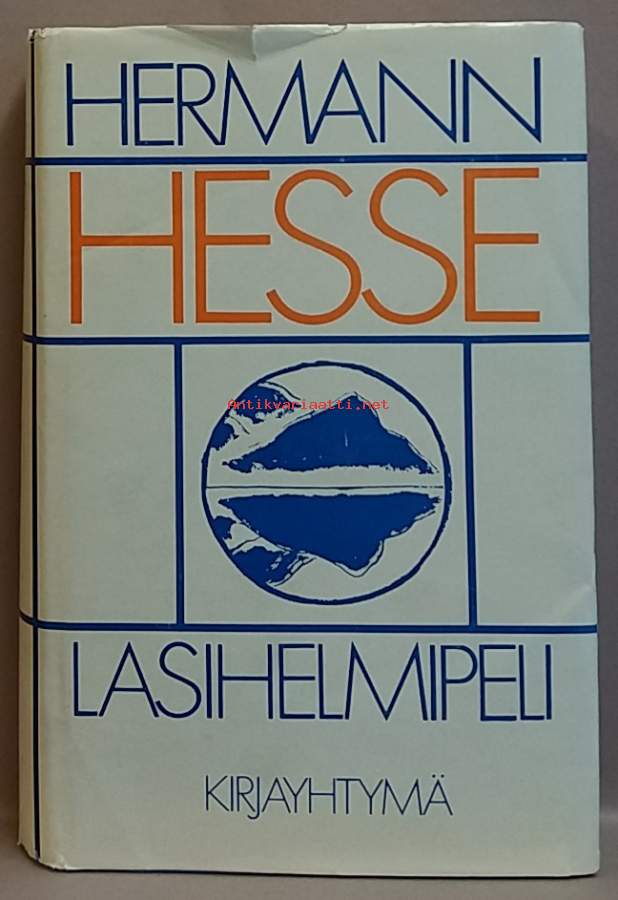 HERMANN
HESSE
Antikvariaatti.net
LASIHELMIPELI
KIRJAYHTYMÄ